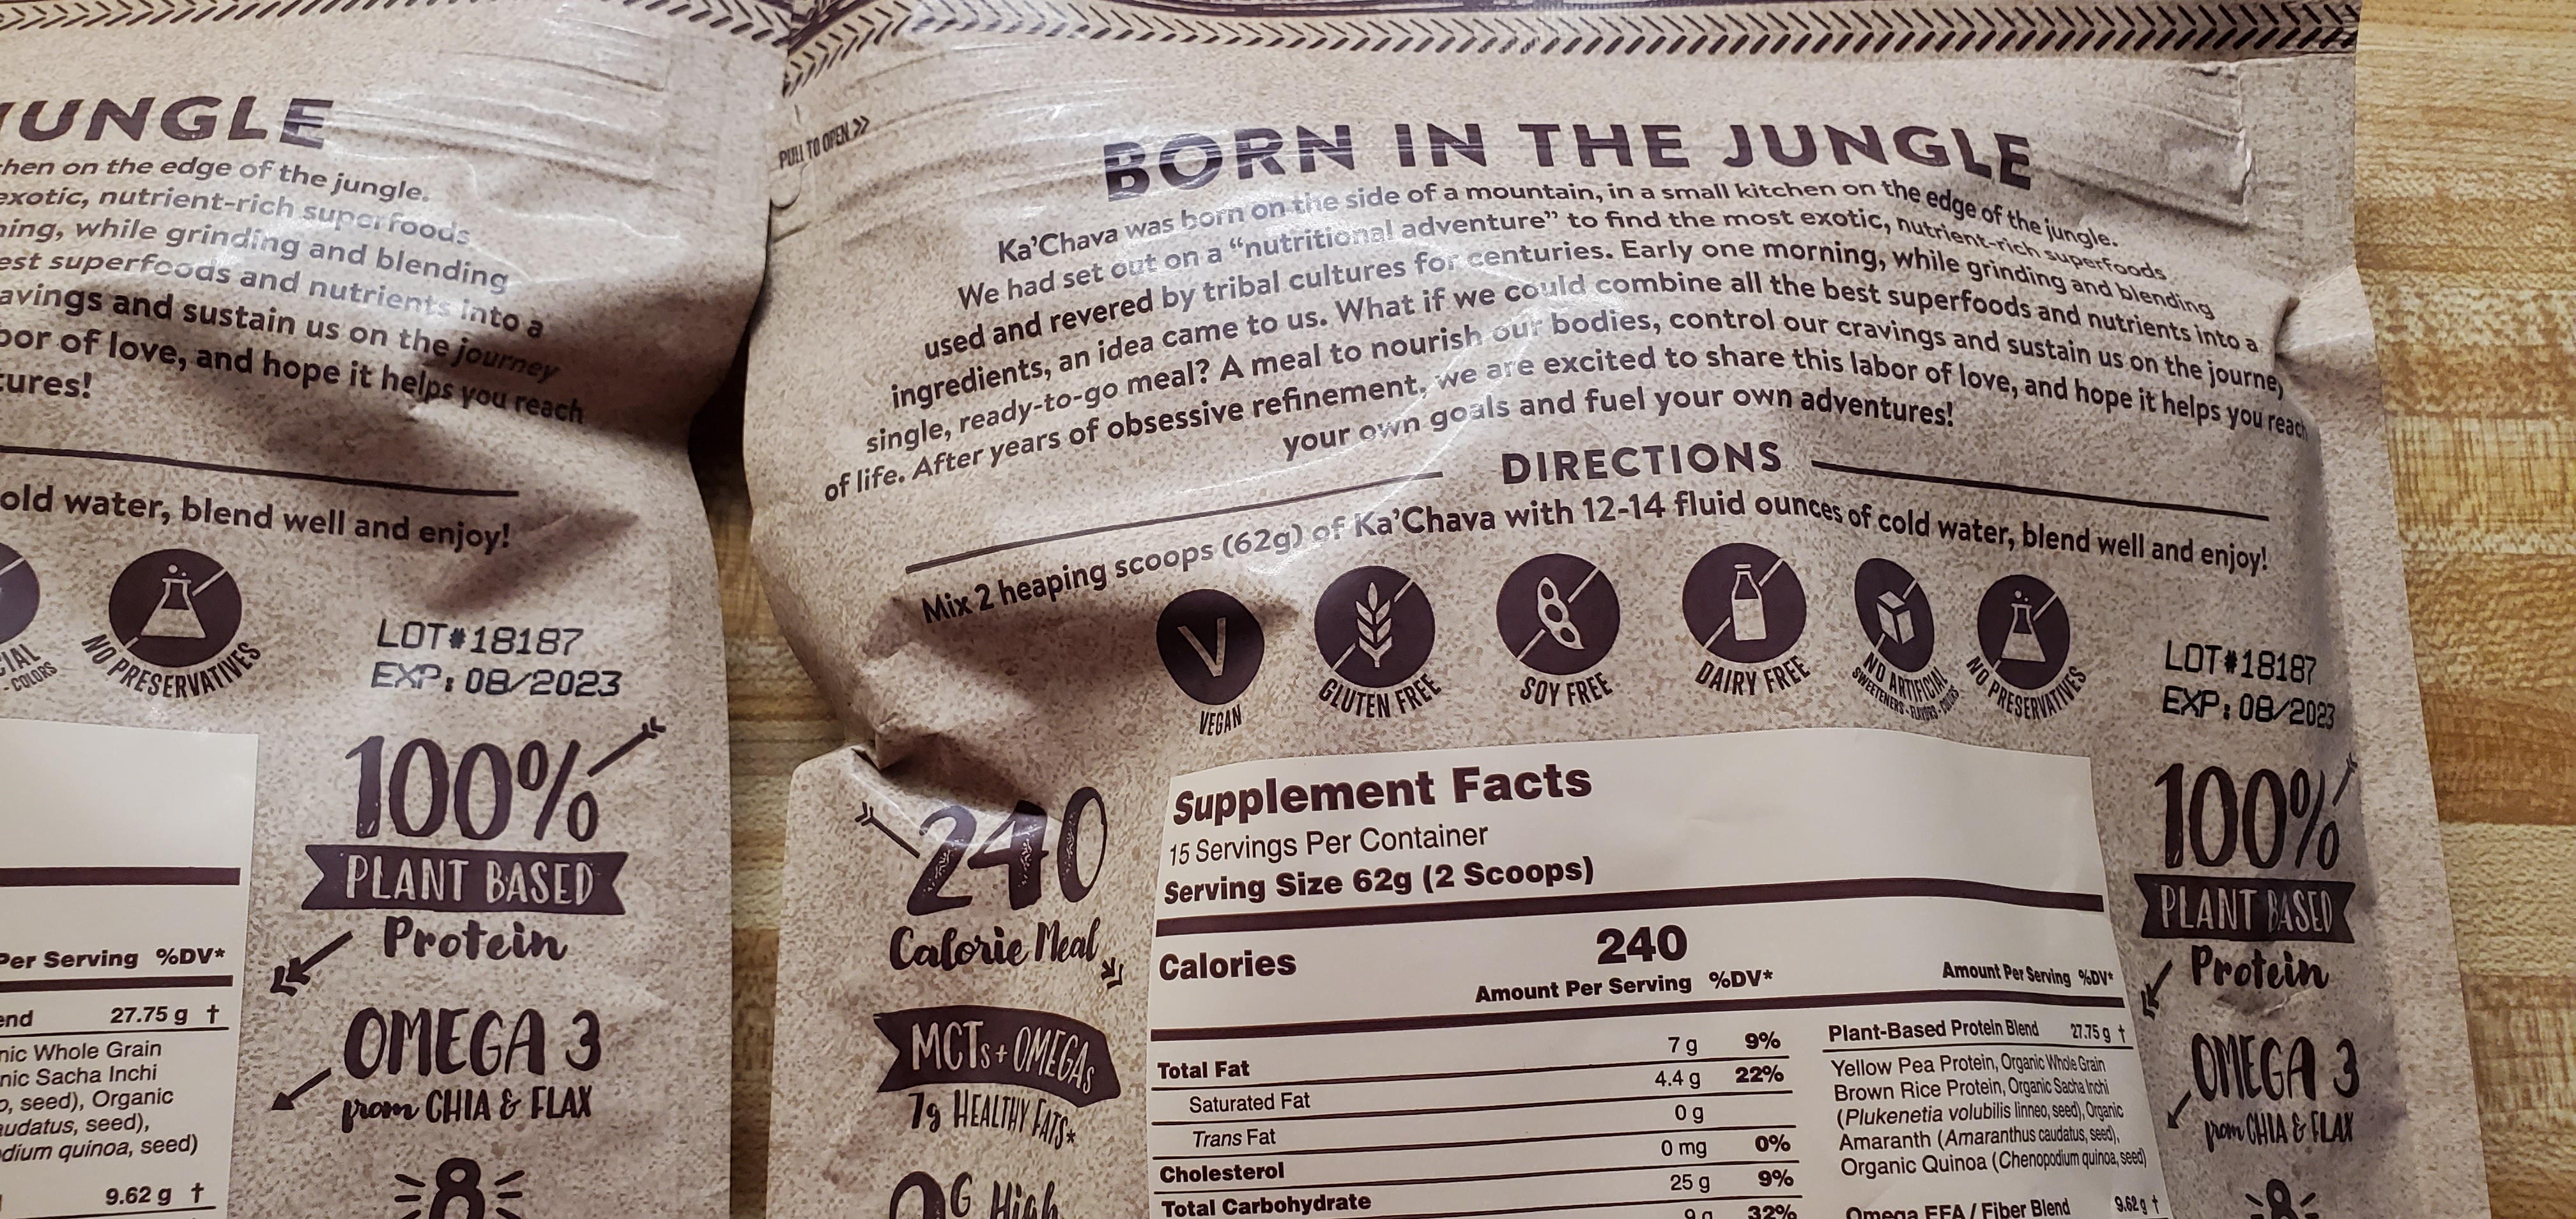 UNGLE
hen on the edge of the jungle.
exotic, nutrient-rich superfoods
ning, while grinding and blending
est superfoods and nutrients into a
avings and sustain us on the journey
bor of love, and hope it helps you reach
tures!
old water, blend well and enjoy!
- COLORS
NO PRESERVATIVES
LOT#18187
EXP: 08/2023
100%
PLANT BASED
Protein
OMEGA 3
from CHIA & FLAX
8
Per Serving %DV*
end 27.75 g †
nic Whole Grain
nic Sacha Inchi
o, seed), Organic
audatus, seed),
dium quinoa, seed)
9.62 g †
PULL TO OPEN >>
BORN IN THE JUNGLE
Ka'Chava was born on the side of a mountain, in a small kitchen on the edge of the jungle.
We had set out on a "nutritional adventure" to find the most exotic, nutrient-rich superfoods
used and revered by tribal cultures for centuries. Early one morning, while grinding and blending
ingredients, an idea came to us. What if we could combine all the best superfoods and nutrients into a
single, ready-to-go meal? A meal to nourish our bodies, control our cravings and sustain us on the journey
of life. After years of obsessive refinement, we are excited to share this labor of love, and hope it helps you reach
your own goals and fuel your own adventures!
DIRECTIONS
Mix 2 heaping scoops (62g) of Ka'Chava with 12-14 fluid ounces of cold water, blend well and enjoy!
V
VEGAN
GLUTEN FREE
SOY FREE
DAIRY FREE
NO ARTIFICIAL
SWEETENERS - FLAVORS - COLORS
NO PRESERVATIVES
LOT#18187
EXP: 08/2023
240
Calorie Meal
MCTs + OMEGAs
7g HEALTHY FATS*
0G High
Supplement Facts
15 Servings Per Container
Serving Size 62g (2 Scoops)
Calories 240
Amount Per Serving %DV*
Total Fat 7 g 9%
Saturated Fat 4.4 g 22%
Trans Fat 0 g
Cholesterol 0 mg 0%
Total Carbohydrate 25 g 9%
9 g 32%
Amount Per Serving %DV*
Plant-Based Protein Blend 27.75 g †
Yellow Pea Protein, Organic Whole Grain
Brown Rice Protein, Organic Sacha Inchi
(Plukenetia volubilis linneo, seed), Organic
Amaranth (Amaranthus caudatus, seed),
Organic Quinoa (Chenopodium quinoa, seed)
Omega EFA / Fiber Blend 9.62 g †
100%
PLANT BASED
Protein
OMEGA 3
from CHIA & FLAX
8